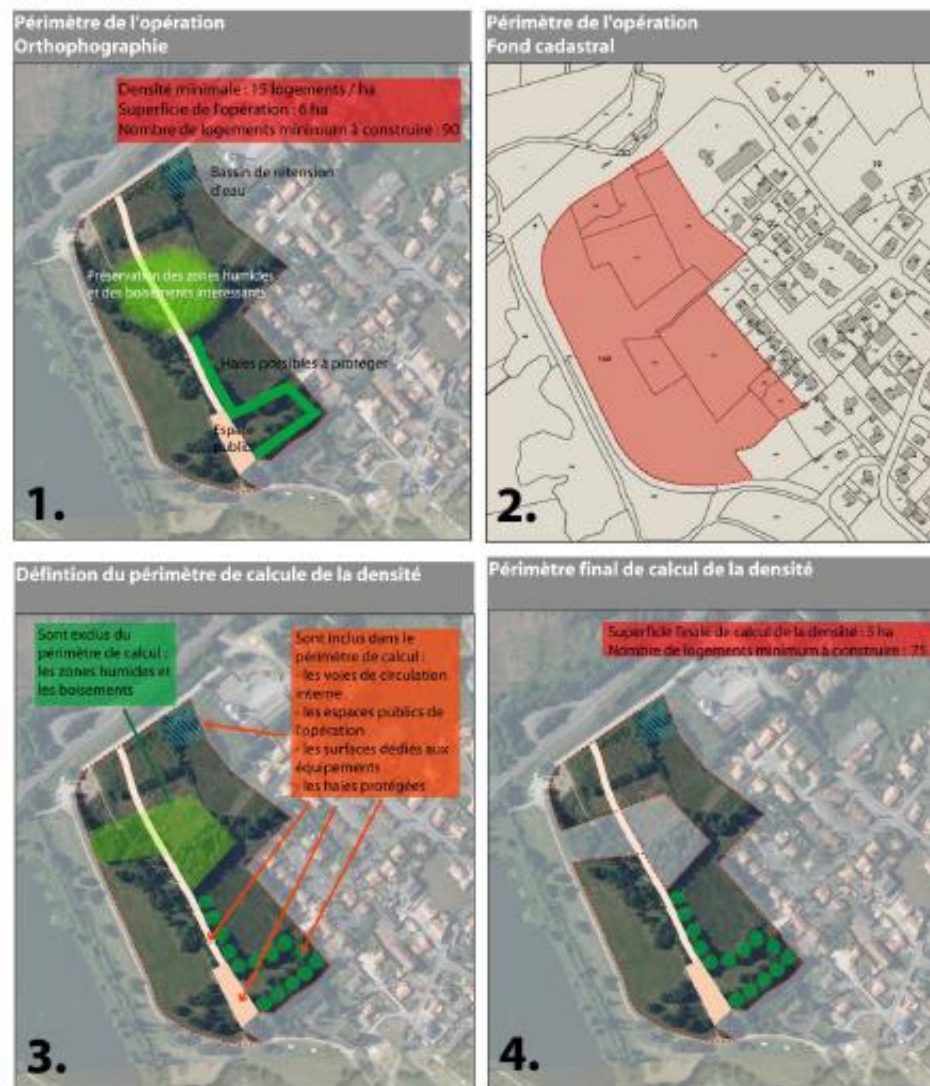 Périmètre de l'opération
Orthophographie
Densité minimale : 15 logements / ha
Superficie de l'opération : 6 ha
Nombre de logements minimum à construire : 90
Bassin de rétension
d'eau
Préservation des zones humides
et des boisements intéressants
Haies possibles à protéger
Espace
public
1.
Périmètre de l'opération
Fond cadastral
2.
Défintion du périmètre de calcule de la densité
Sont exclus du
périmètre de calcul :
les zones humides et
les boisements
Sont inclus dans le
périmètre de calcul :
- les voies de circulation
interne
- les espaces publics de
l'opération
- les surfaces dédiés aux
équipements
- les haies protégées
3.
Périmètre final de calcul de la densité
Superficie finale de calcul de la densité : 5 ha
Nombre de logements minimum à construire : 75
4.